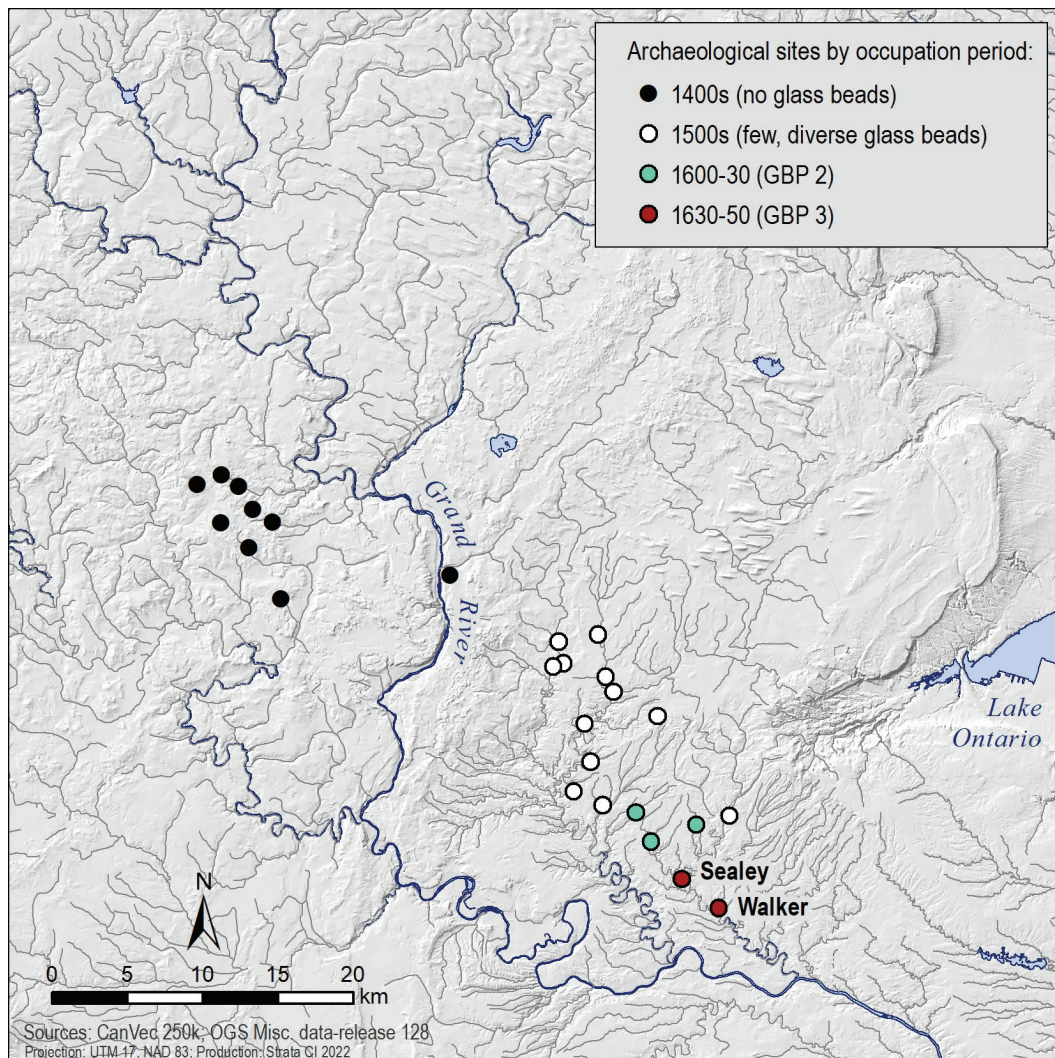 Archaeological sites by occupation period:
1400s (no glass beads)
1500s (few, diverse glass beads)
1600-30 (GBP 2)
1630-50 (GBP 3)
Grand
River
Lake
Ontario
Sealey
Walker
N
0 5 10 15 20
km
Sources: CanVec 250k; OGS Misc. data-release 128
Projection: UTM 17, NAD 83; Production: Strata CI 2022